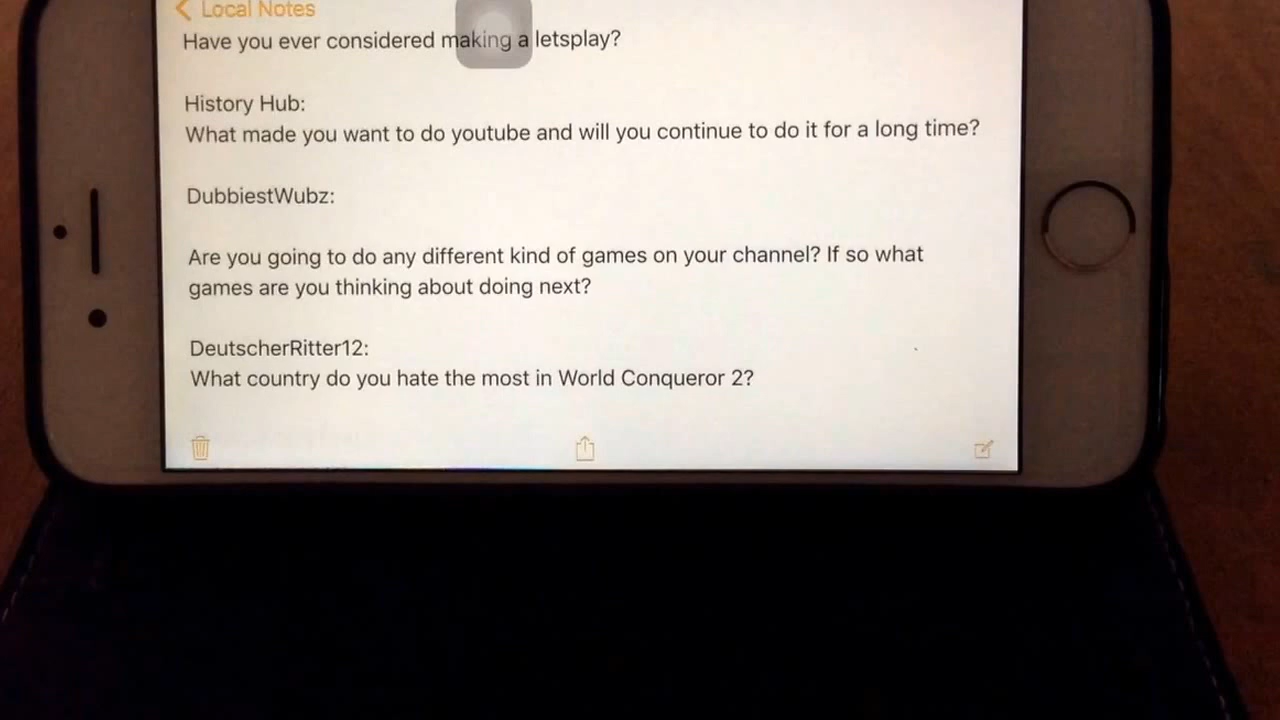 Local Notes
Have you ever considered making a letsplay?
History Hub:
What made you want to do youtube and will you continue to do it for a long time?
DubbiestWubz:
Are you going to do any different kind of games on your channel? If so what
games are you thinking about doing next?
DeutscherRitter12:
What country do you hate the most in World Conqueror 2?